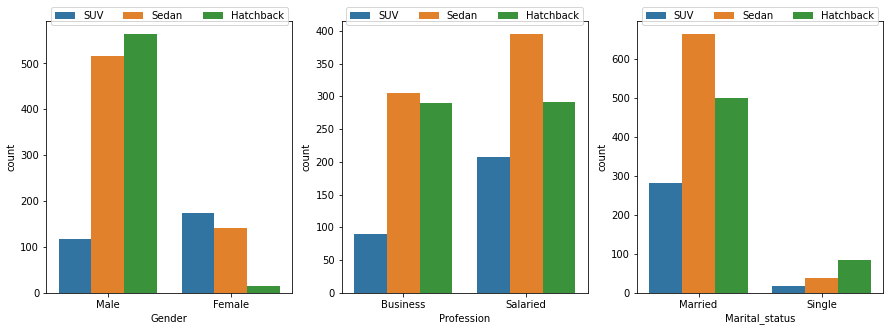 SUV Sedan Hatchback
500
400
300
200
100
0
count
Male Female
Gender
SUV Sedan Hatchback
400
350
300
250
200
150
100
50
0
count
Business Salaried
Profession
SUV Sedan Hatchback
600
500
400
300
200
100
0
count
Married Single
Marital_status